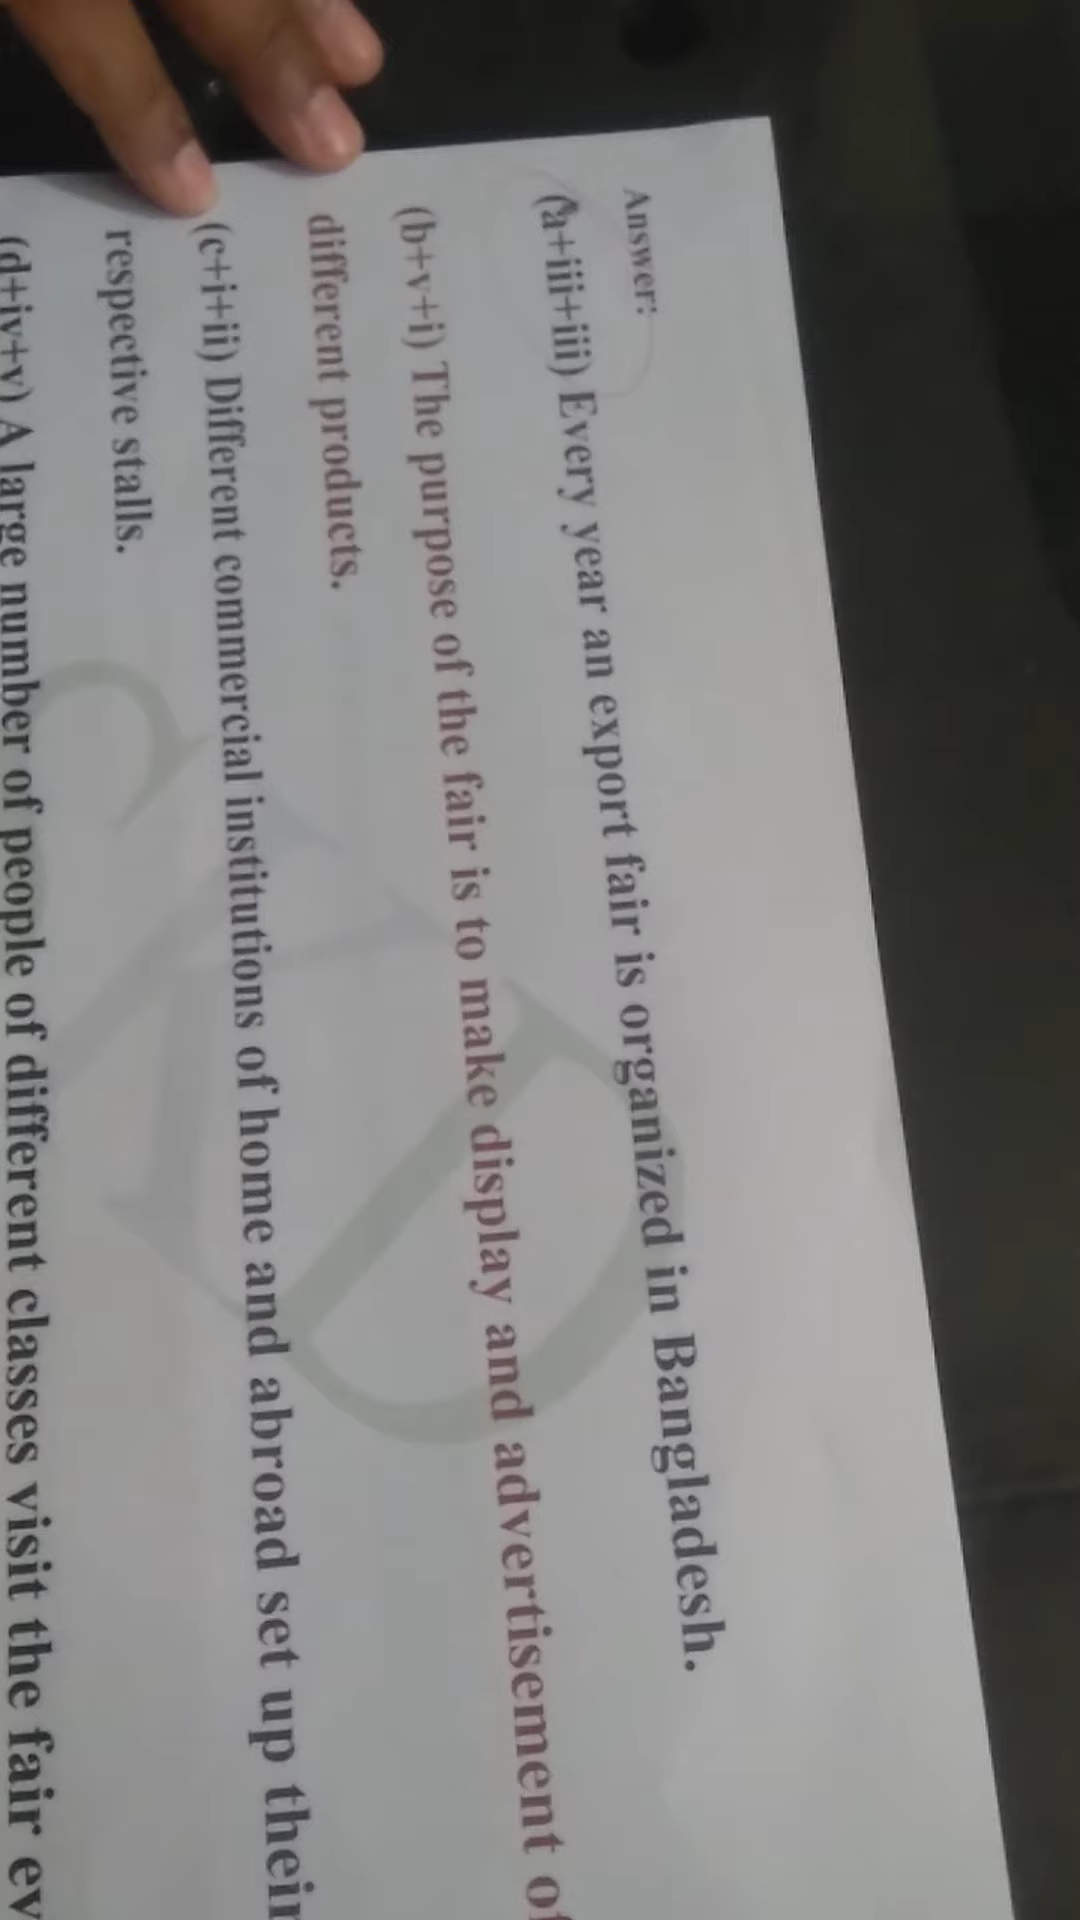 Answer:
(a+iii+iii) Every year an export fair is organized in Bangladesh.
(b+v+i) The purpose of the fair is to make display and advertisement of
different products.
(c+i+ii) Different commercial institutions of home and abroad set up their
respective stalls.
(d+iv+v) A large number of people of different classes visit the fair